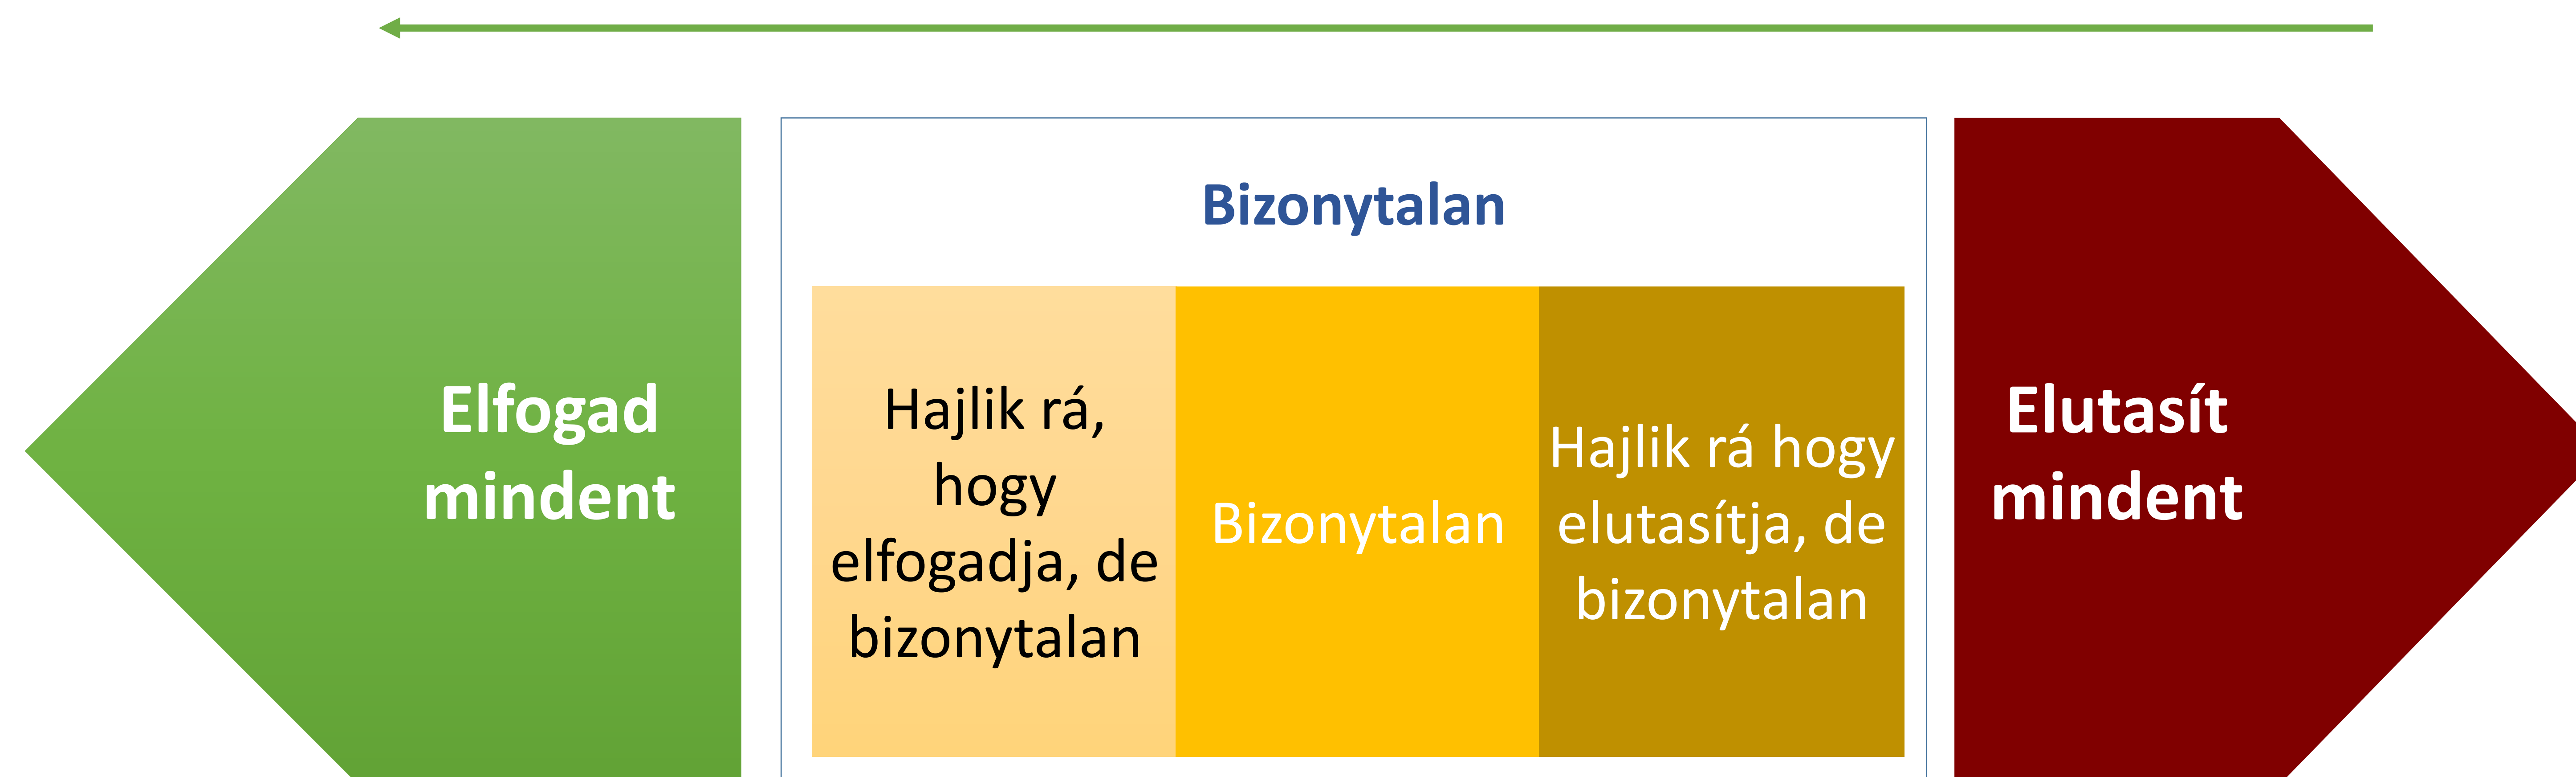 Bizonytalan
Elfogad
mindent
Hajlik rá,
hogy
elfogadja, de
bizonytalan
Bizonytalan
Hajlik rá hogy
elutasítja, de
bizonytalan
Elutasít
mindent